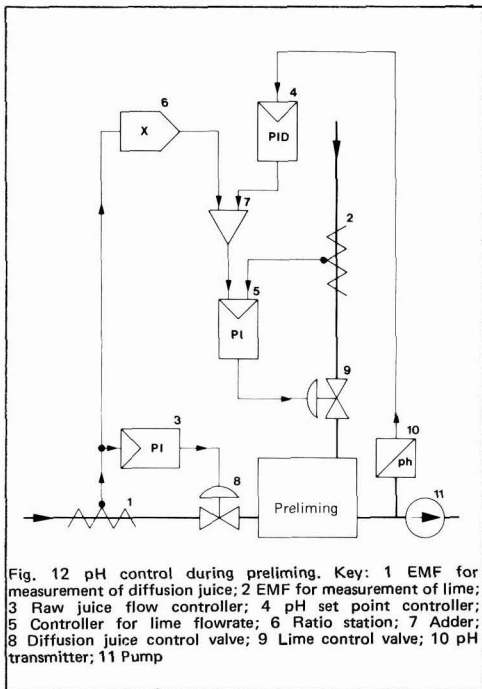 6
X
4
PID
7
2
5
PI
9
3
PI
10
ph
8
1
Preliming
11
Fig. 12 pH control during preliming. Key: 1 EMF for
measurement of diffusion juice; 2 EMF for measurement of lime;
3 Raw juice flow controller; 4 pH set point controller;
5 Controller for lime flowrate; 6 Ratio station; 7 Adder;
8 Diffusion juice control valve; 9 Lime control valve; 10 pH
transmitter; 11 Pump